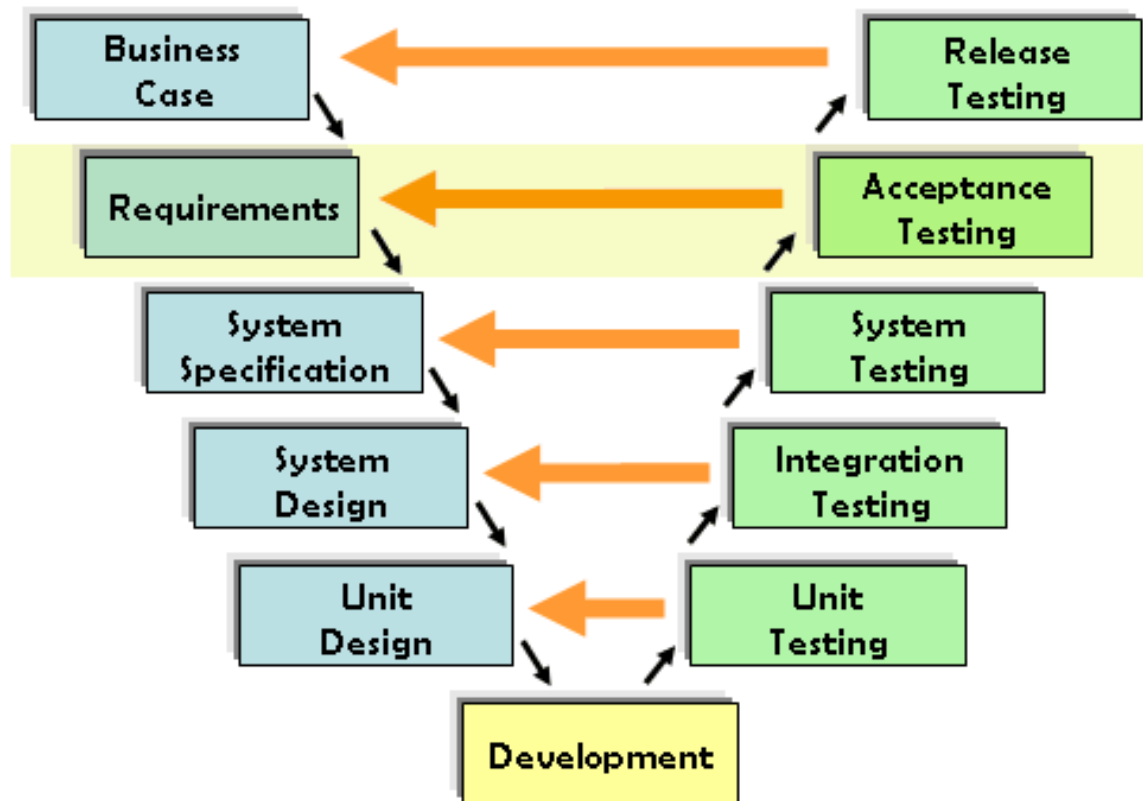 Business
Case
Release
Testing
Requirements
Acceptance
Testing
System
Specification
System
Testing
System
Design
Integration
Testing
Unit
Design
Unit
Testing
Development